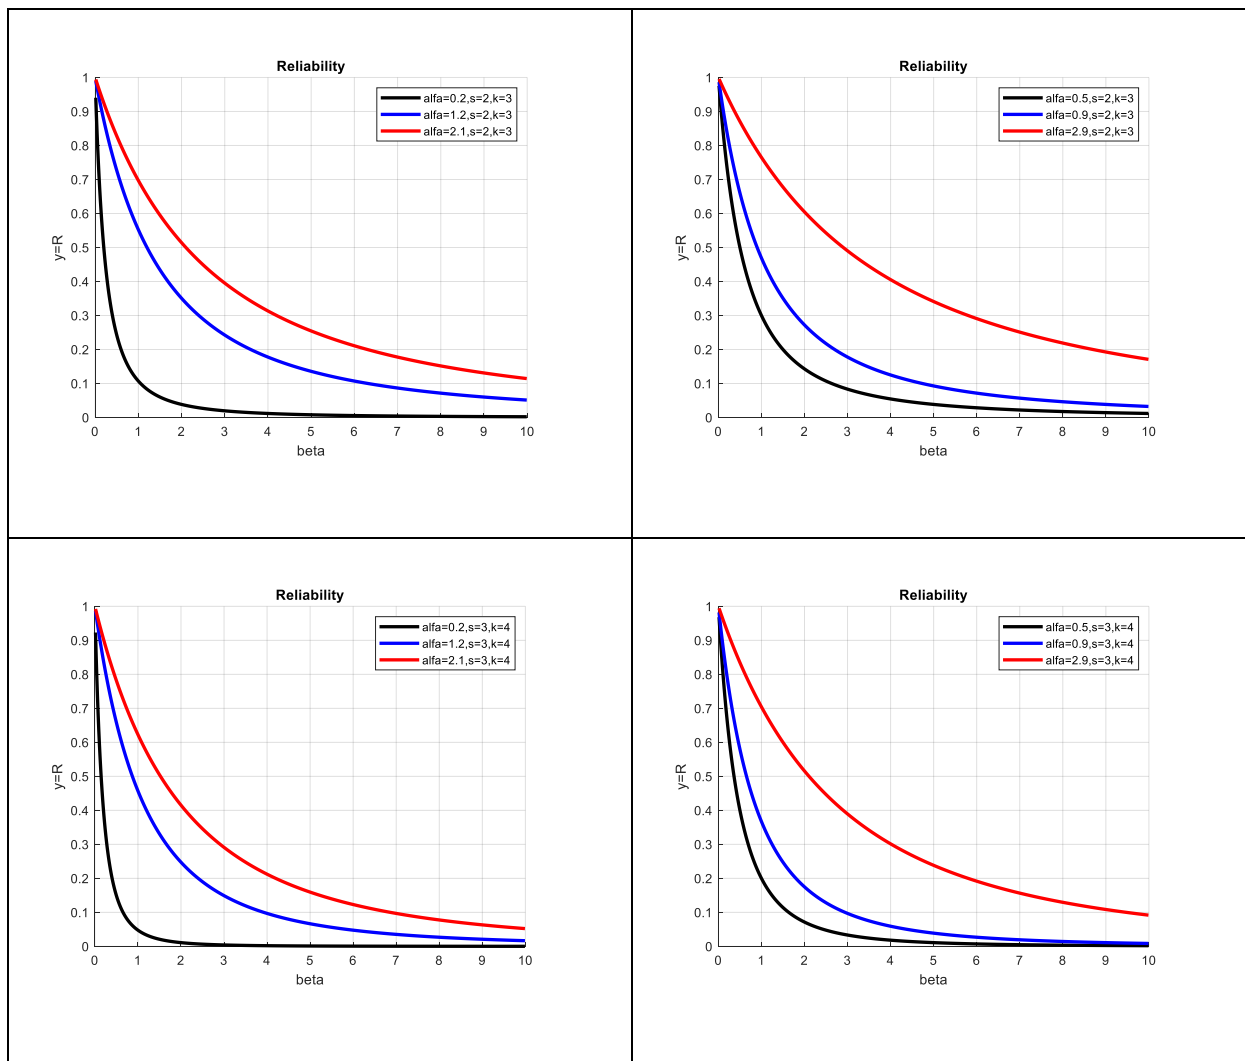 Reliability
alfa=0.2,s=2,k=3
alfa=1.2,s=2,k=3
alfa=2.1,s=2,k=3
1
0.9
0.8
0.7
0.6
0.5
0.4
0.3
0.2
0.1
0
y=R
0 1 2 3 4 5 6 7 8 9 10
beta
Reliability
alfa=0.5,s=2,k=3
alfa=0.9,s=2,k=3
alfa=2.9,s=2,k=3
1
0.9
0.8
0.7
0.6
0.5
0.4
0.3
0.2
0.1
0
y=R
0 1 2 3 4 5 6 7 8 9 10
beta
Reliability
alfa=0.2,s=3,k=4
alfa=1.2,s=3,k=4
alfa=2.1,s=3,k=4
1
0.9
0.8
0.7
0.6
0.5
0.4
0.3
0.2
0.1
0
y=R
0 1 2 3 4 5 6 7 8 9 10
beta
Reliability
alfa=0.5,s=3,k=4
alfa=0.9,s=3,k=4
alfa=2.9,s=3,k=4
1
0.9
0.8
0.7
0.6
0.5
0.4
0.3
0.2
0.1
0
y=R
0 1 2 3 4 5 6 7 8 9 10
beta